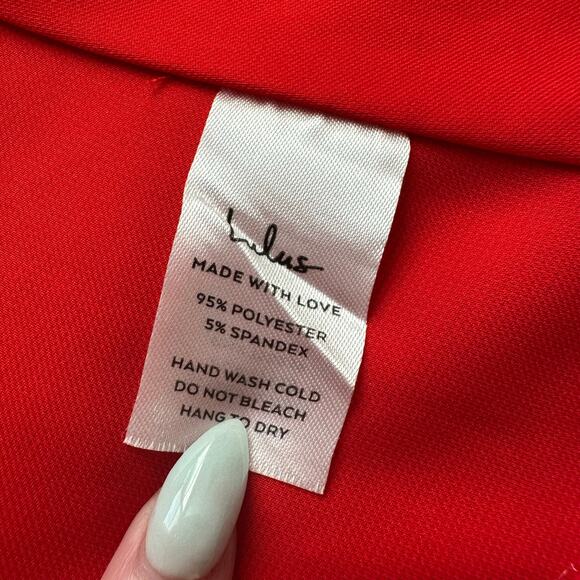 Lulus
MADE WITH LOVE
95% POLYESTER
5% SPANDEX
HAND WASH COLD
DO NOT BLEACH
HANG TO DRY